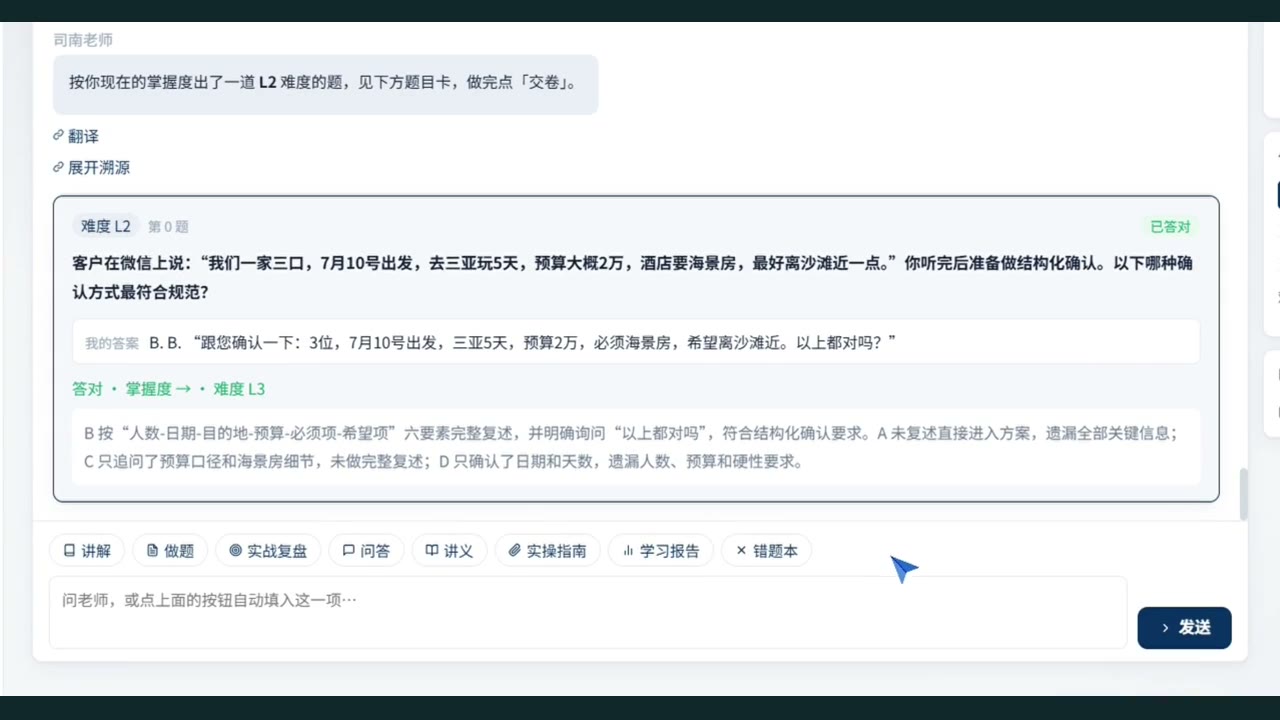 司南老师
按你现在的掌握度出了一道 L2 难度的题，见下方题目卡，做完点「交卷」。
翻译
展开溯源
难度 L2 第 0 题 已答对
客户在微信上说：“我们一家三口，7月10号出发，去三亚玩5天，预算大概2万，酒店要海景房，最好离沙滩近一点。”你听完后准备做结构化确认。以下哪种确
认方式最符合规范？
我的答案 B. B. “跟您确认一下：3位，7月10号出发，三亚5天，预算2万，必须海景房，希望离沙滩近。以上都对吗？”
答对 · 掌握度 → · 难度 L3
B 按“人数-日期-目的地-预算-必须项-希望项”六要素完整复述，并明确询问“以上都对吗”，符合结构化确认要求。A 未复述直接进入方案，遗漏全部关键信息；
C 只追问了预算口径和海景房细节，未做完整复述；D 只确认了日期和天数，遗漏人数、预算和硬性要求。
讲解 做题 实战复盘 问答 讲义 实操指南 学习报告 错题本
问老师，或点上面的按钮自动填入这一项…
发送